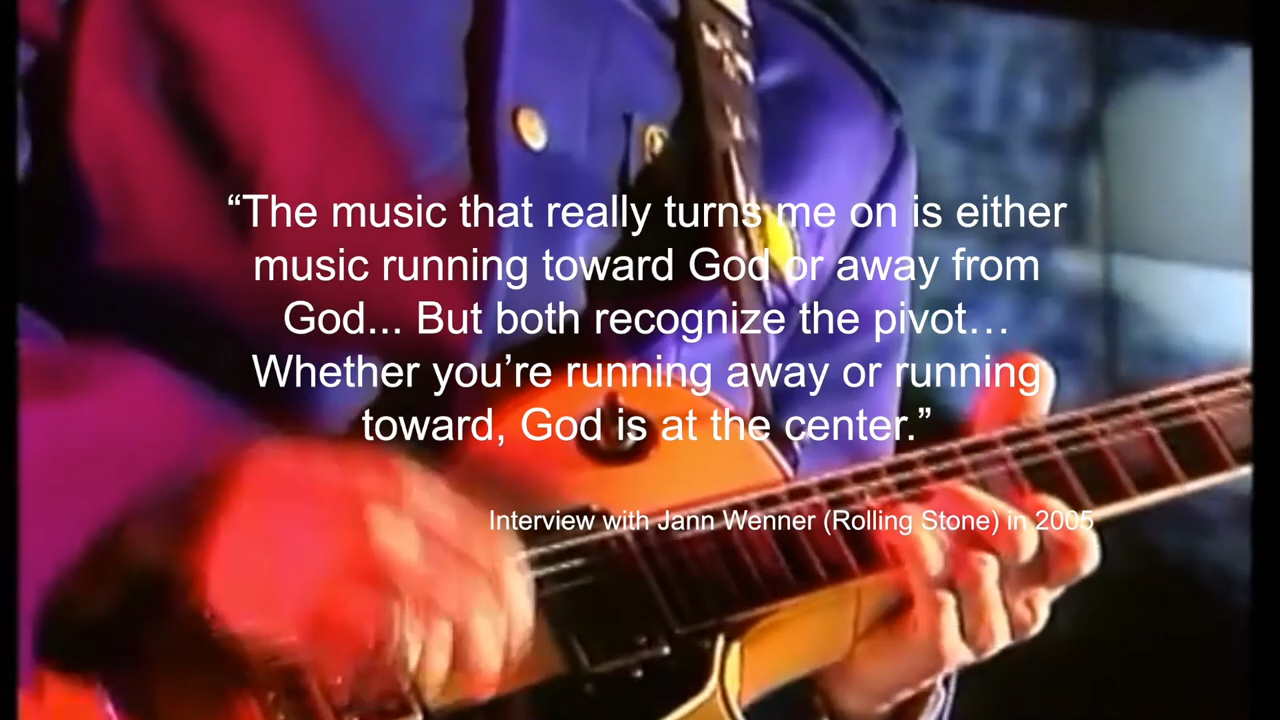 “The music that really turns me on is either
music running toward God or away from
God... But both recognize the pivot…
Whether you’re running away or running
toward, God is at the center.”
Interview with Jann Wenner (Rolling Stone) in 2005